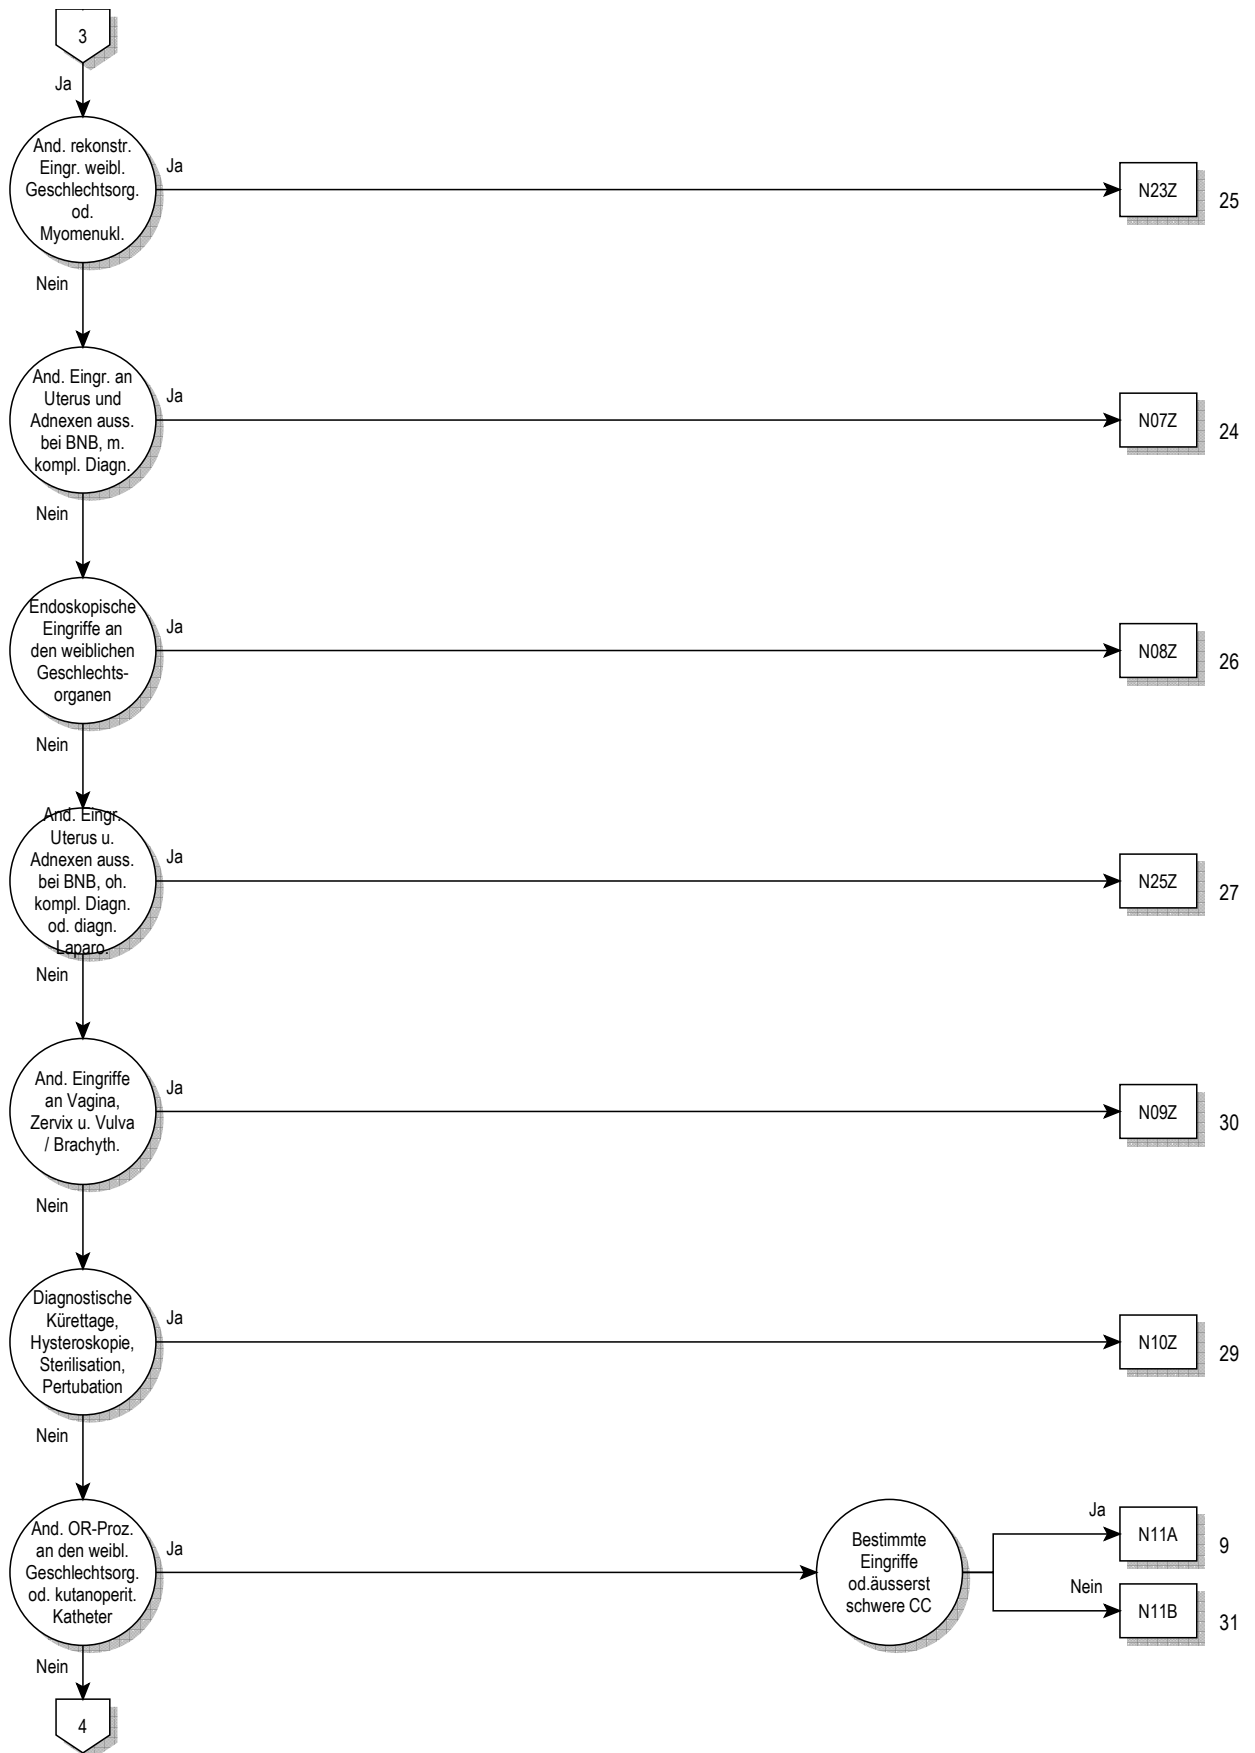 3
Ja
And. rekonstr.
Eingr. weibl.
Geschlechtsorg.
od.
Myomenukl.
Ja
N23Z
25
Nein
And. Eingr. an
Uterus und
Adnexen auss.
bei BNB, m.
kompl. Diagn.
Ja
N07Z
24
Nein
Endoskopische
Eingriffe an
den weiblichen
Geschlechts-
organen
Ja
N08Z
26
Nein
And. Eingr.
Uterus u.
Adnexen auss.
bei BNB, oh.
kompl. Diagn.
od. diagn.
Laparo.
Ja
N25Z
27
Nein
And. Eingriffe
an Vagina,
Zervix u. Vulva
/ Brachyth.
Ja
N09Z
30
Nein
Diagnostische
Kürettage,
Hysteroskopie,
Sterilisation,
Pertubation
Ja
N10Z
29
Nein
And. OR-Proz.
an den weibl.
Geschlechtsorg.
od. kutanoperit.
Katheter
Ja
Bestimmte
Eingriffe
od.äusserst
schwere CC
Ja
N11A
9
Nein
N11B
31
Nein
4